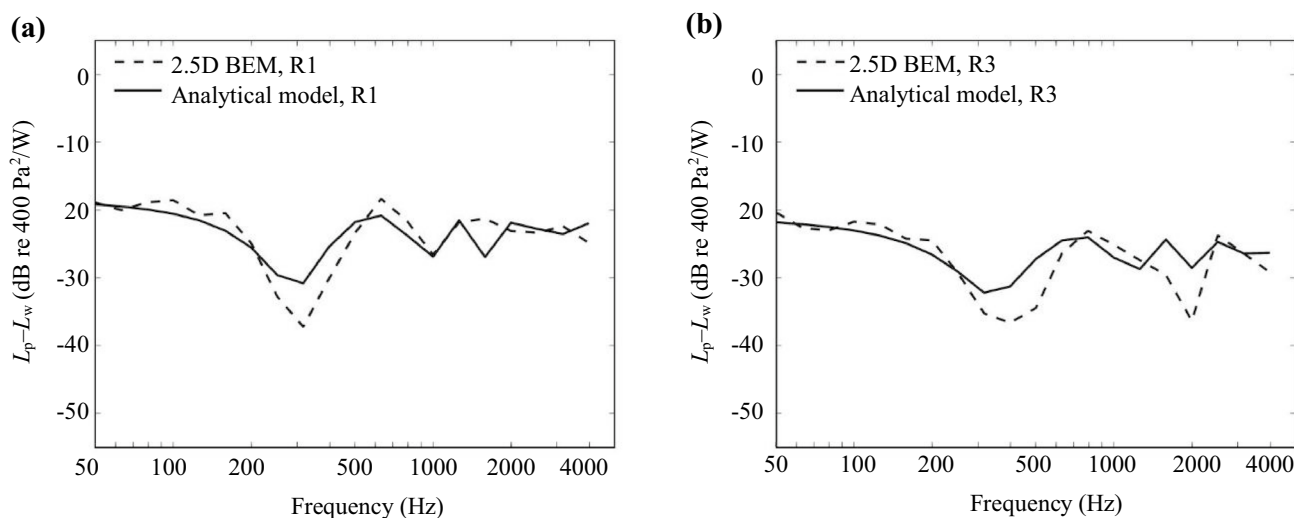 (a)
2.5D BEM, R1
Analytical model, R1
0
-10
20
-30
-40
-50
Lp–Lw (dB re 400 Pa²/W)
50 100 200 500 1000 2000 4000
Frequency (Hz)
(b)
2.5D BEM, R3
Analytical model, R3
0
-10
20
-30
-40
-50
Lp–Lw (dB re 400 Pa²/W)
50 100 200 500 1000 2000 4000
Frequency (Hz)